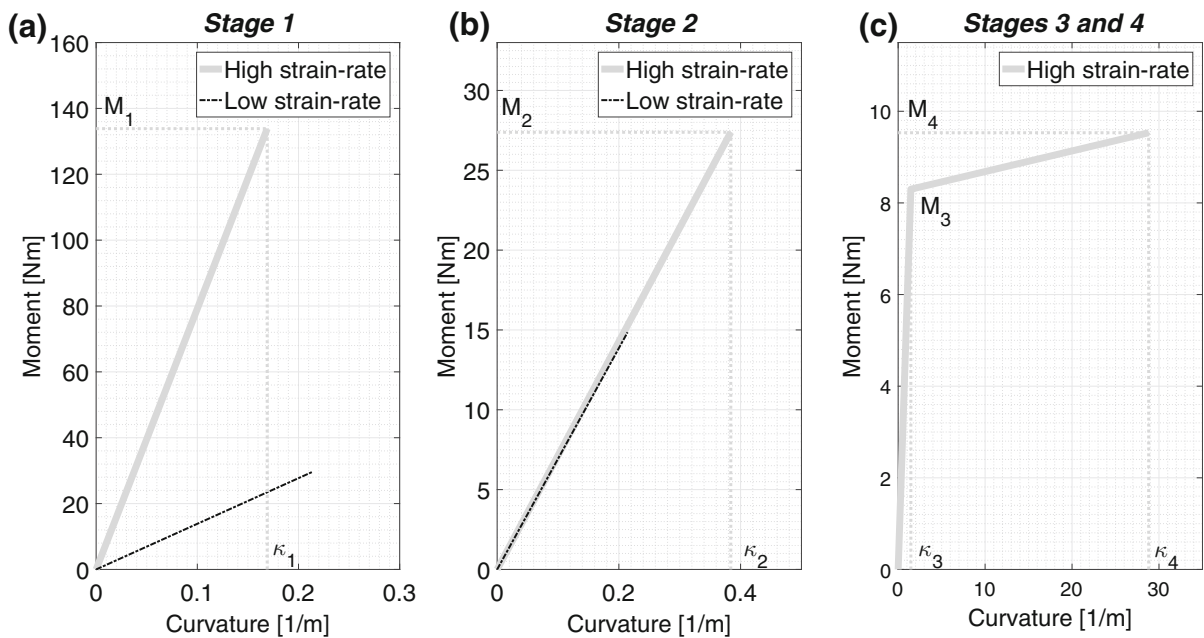 (a)
Stage 1
160
140
120
100
80
60
40
20
0
Moment [Nm]
M1
High strain-rate
Low strain-rate
κ1
0
0.1
0.2
0.3
Curvature [1/m]
(b)
Stage 2
30
25
20
15
10
5
0
Moment [Nm]
M2
High strain-rate
Low strain-rate
κ2
0
0.2
0.4
Curvature [1/m]
(c)
Stages 3 and 4
10
8
6
4
2
0
Moment [Nm]
High strain-rate
M4
M3
κ3
κ4
0
10
20
30
Curvature [1/m]